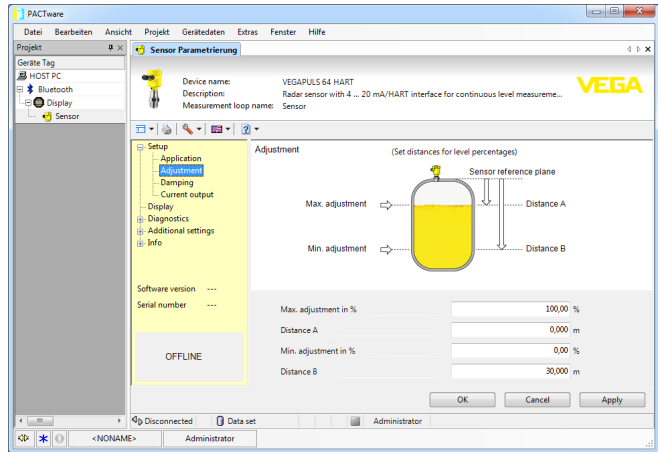 PACTware
Datei Bearbeiten Ansicht Projekt Gerätedaten Extras Fenster Hilfe
Projekt
Geräte Tag
HOST PC
Bluetooth
Display
Sensor
Sensor Parametrierung
Device name: VEGAPULS 64 HART
Description: Radar sensor with 4 ... 20 mA/HART interface for continuous level measureme...
Measurement loop name: Sensor
VEGA
Setup
Application
Adjustment
Damping
Current output
Display
Diagnostics
Additional settings
Info
Software version ---
Serial number ---
OFFLINE
Adjustment
(Set distances for level percentages)
Sensor reference plane
Max. adjustment
Distance A
Min. adjustment
Distance B
Max. adjustment in % 100,00 %
Distance A 0,000 m
Min. adjustment in % 0,00 %
Distance B 30,000 m
OK Cancel Apply
Disconnected Data set Administrator
<NONAME> Administrator